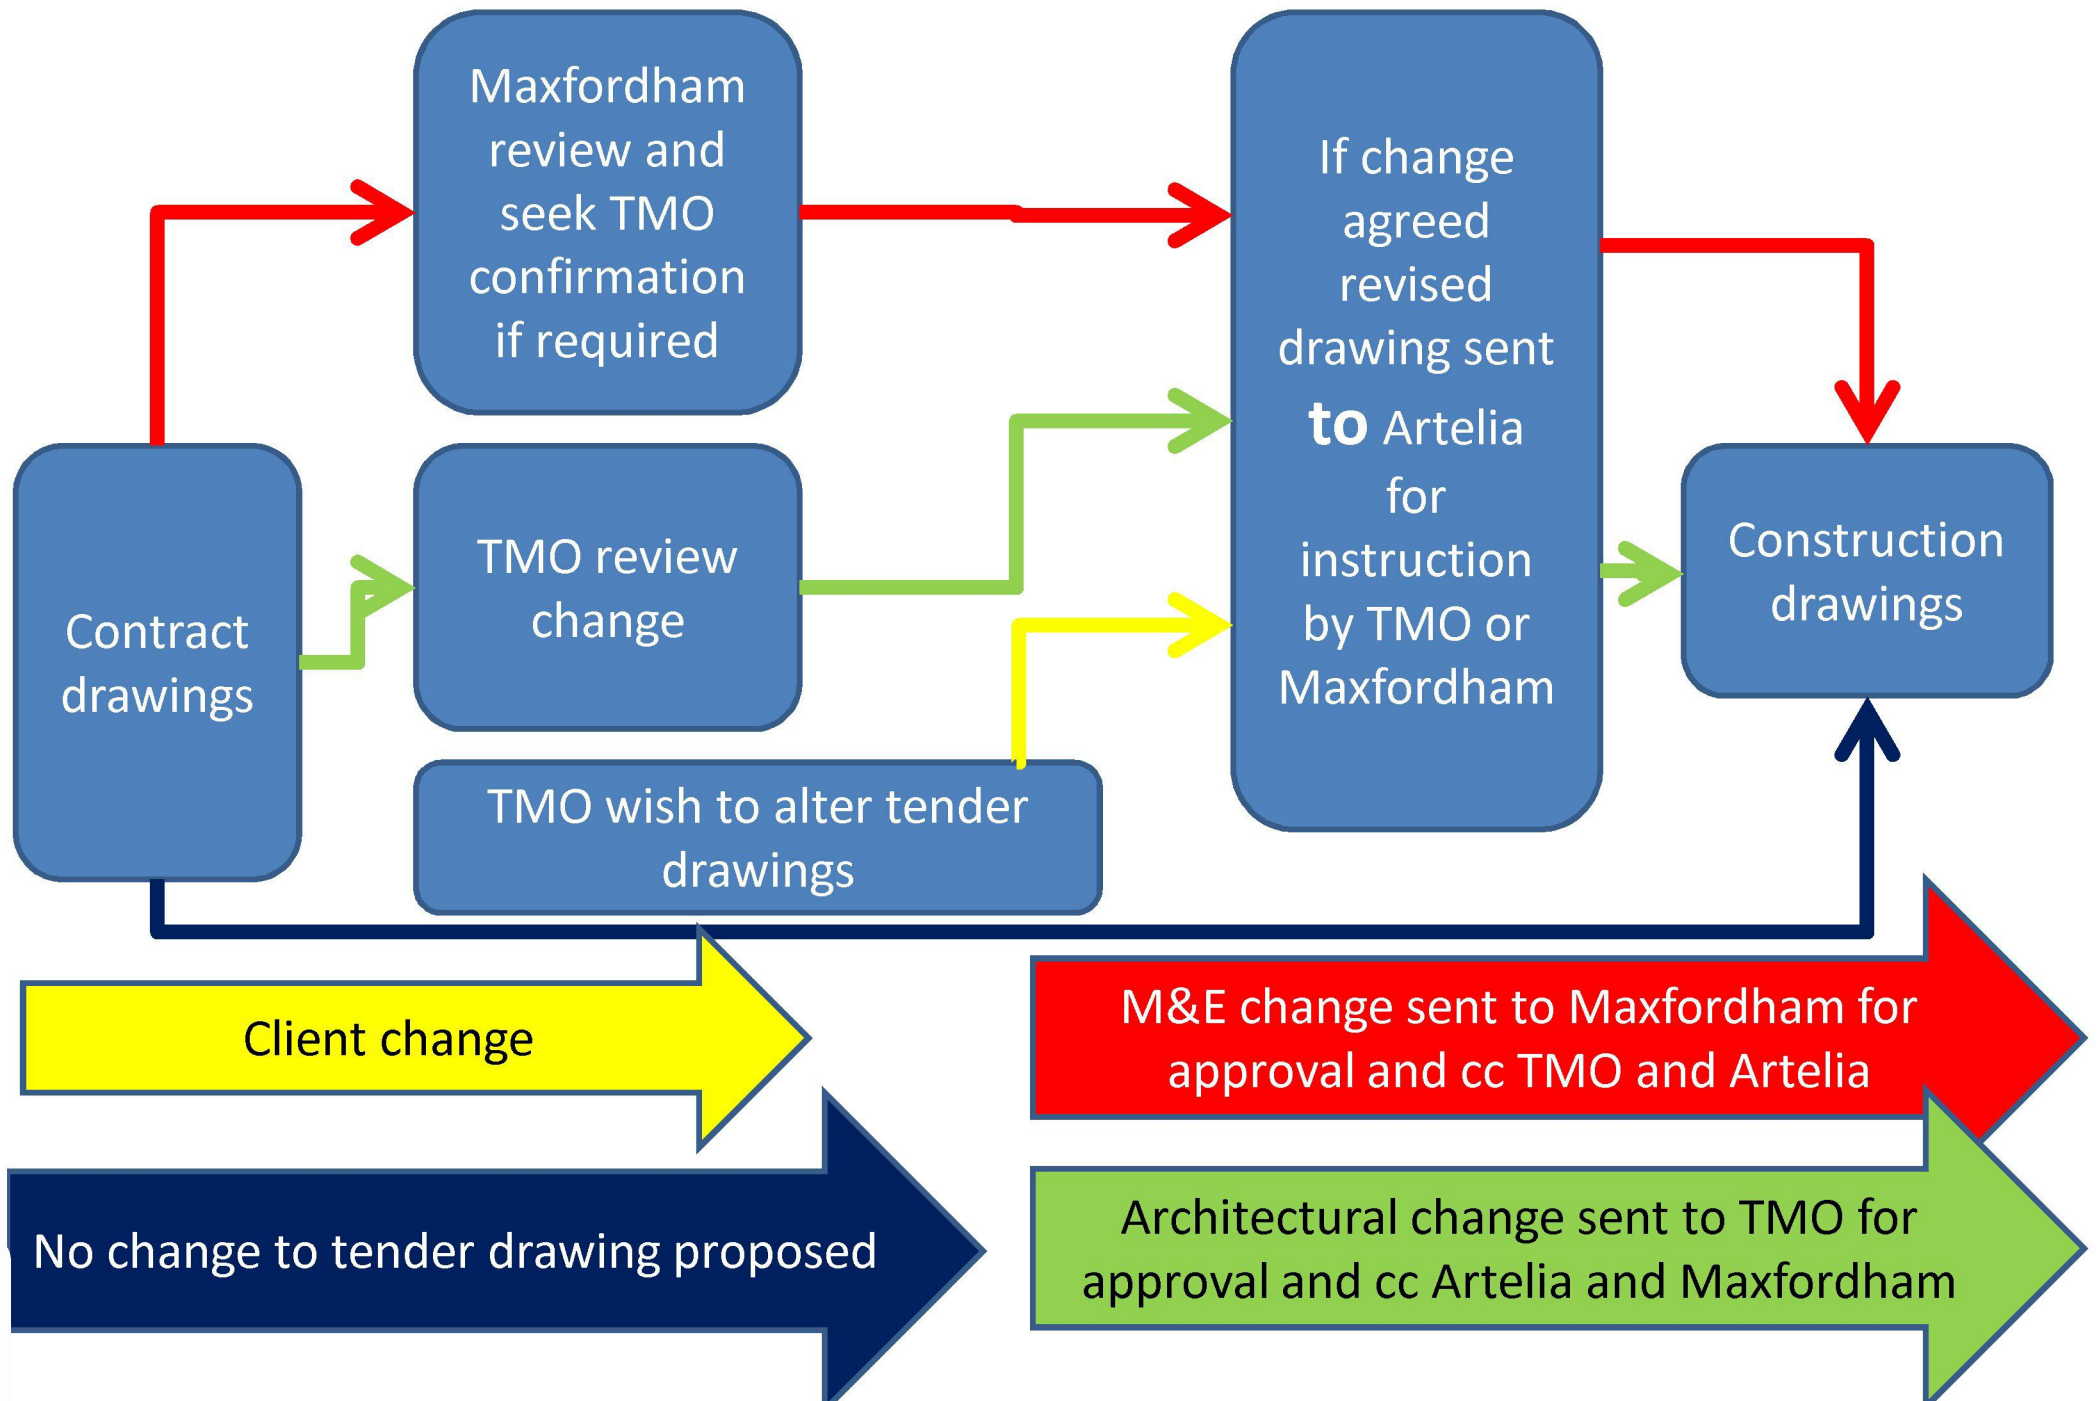 Maxfordham
review and
seek TMO
confirmation
if required
If change
agreed
revised
drawing sent
to Artelia
for
instruction
by TMO or
Maxfordham
Contract
drawings
TMO review
change
Construction
drawings
TMO wish to alter tender
drawings
Client change
M&E change sent to Maxfordham for
approval and cc TMO and Artelia
No change to tender drawing proposed
Architectural change sent to TMO for
approval and cc Artelia and Maxfordham